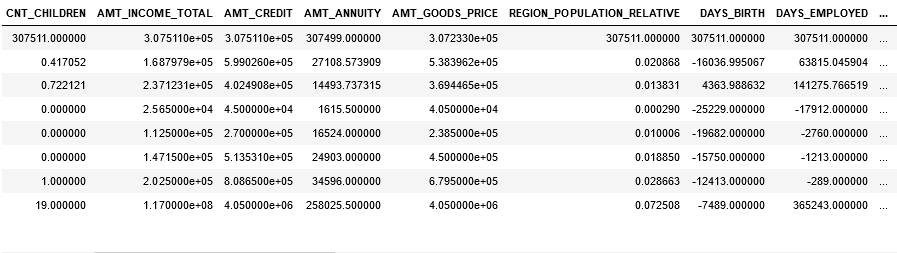 CNT_CHILDREN AMT_INCOME_TOTAL AMT_CREDIT AMT_ANNUITY AMT_GOODS_PRICE REGION_POPULATION_RELATIVE DAYS_BIRTH DAYS_EMPLOYED ...
307511.000000 3.075110e+05 3.075110e+05 307499.000000 3.072330e+05 307511.000000 307511.000000 307511.000000 ...
0.417052 1.687979e+05 5.990260e+05 27108.573909 5.383962e+05 0.020868 -16036.995067 63815.045904 ...
0.722121 2.371231e+05 4.024908e+05 14493.737315 3.694465e+05 0.013831 4363.988632 141275.766519 ...
0.000000 2.565000e+04 4.500000e+04 1615.500000 4.050000e+04 0.000290 -25229.000000 -17912.000000 ...
0.000000 1.125000e+05 2.700000e+05 16524.000000 2.385000e+05 0.010006 -19682.000000 -2760.000000 ...
0.000000 1.471500e+05 5.135310e+05 24903.000000 4.500000e+05 0.018850 -15750.000000 -1213.000000 ...
1.000000 2.025000e+05 8.086500e+05 34596.000000 6.795000e+05 0.028663 -12413.000000 -289.000000 ...
19.000000 1.170000e+08 4.050000e+06 258025.500000 4.050000e+06 0.072508 -7489.000000 365243.000000 ...